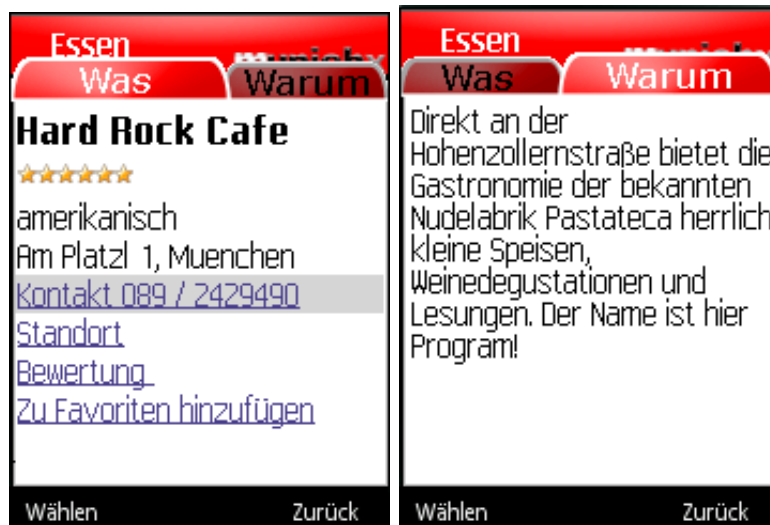 Essen
Was
Warum
Hard Rock Cafe
amerikanisch
Am Platzl 1, Muenchen
Kontakt 089 / 2429490
Standort
Bewertung
Zu Favoriten hinzufügen
Wählen
Zurück
Essen
Was
Warum
Direkt an der
Hohenzollernstraße bietet die
Gastronomie der bekannten
Nudelabrik Pastateca herrlich
kleine Speisen,
Weinedegustationen und
Lesungen. Der Name ist hier
Program!
Wählen
Zurück